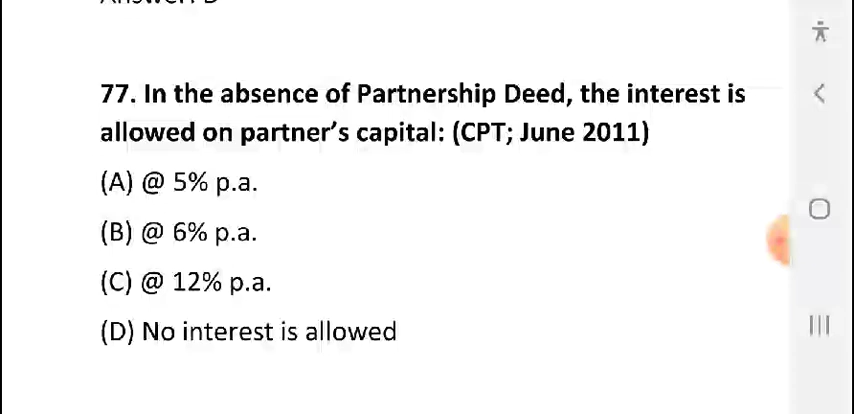 77. In the absence of Partnership Deed, the interest is
allowed on partner's capital: (CPT; June 2011)
(A) @ 5% p.a.
(B) @ 6% p.a.
(C) @ 12% p.a.
(D) No interest is allowed